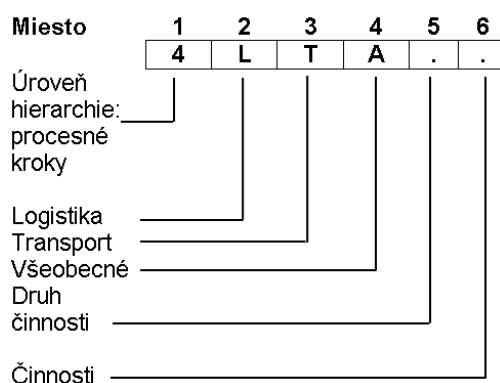 Miesto 1 2 3 4 5 6
4 L T A . .
Úroveň
hierarchie:
procesné
kroky
Logistika
Transport
Všeobecné
Druh
činnosti
Činnosti